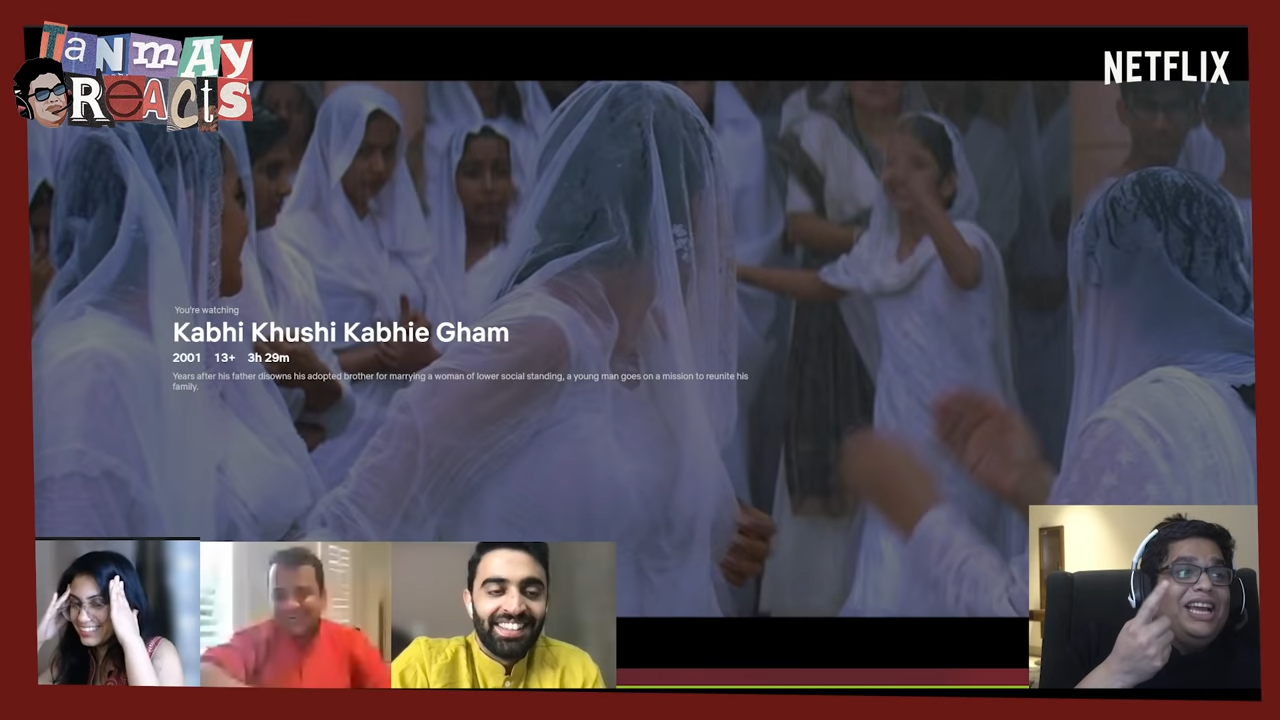 TaNmAy
ReACtS
NETFLIX
You're watching
Kabhi Khushi Kabhie Gham
2001 13+ 3h 29m
Years after his father disowns his adopted brother for marrying a woman of lower social standing, a young man goes on a mission to reunite his
family.